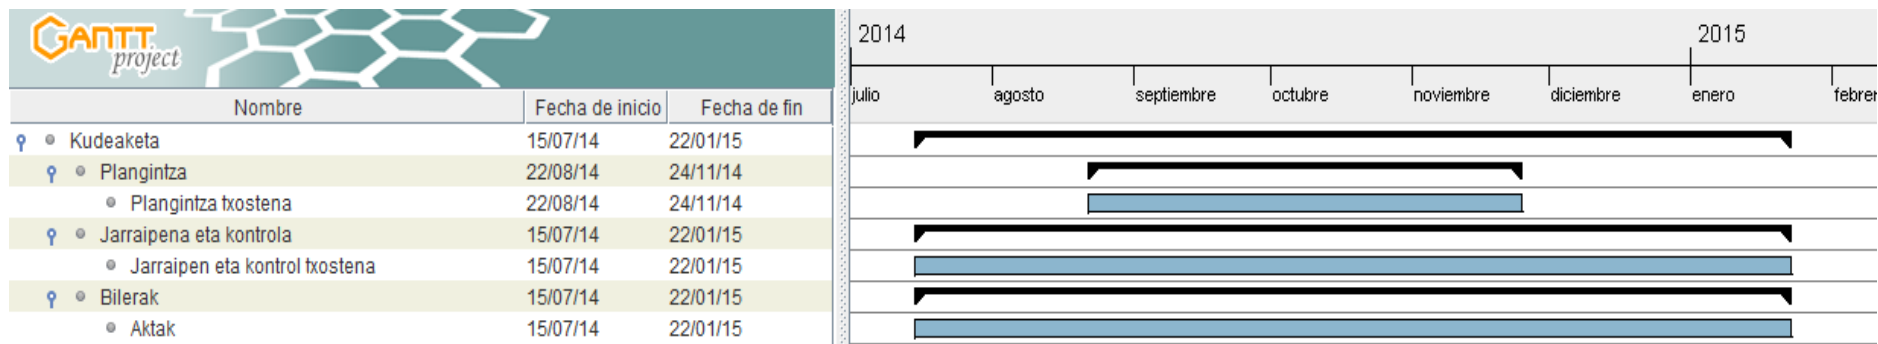 GANTT
project
2014 2015
julio agosto septiembre octubre noviembre diciembre enero febrer
Nombre Fecha de inicio Fecha de fin
Kudeaketa 15/07/14 22/01/15
Plangintza 22/08/14 24/11/14
Plangintza txostena 22/08/14 24/11/14
Jarraipena eta kontrola 15/07/14 22/01/15
Jarraipen eta kontrol txostena 15/07/14 22/01/15
Bilerak 15/07/14 22/01/15
Aktak 15/07/14 22/01/15